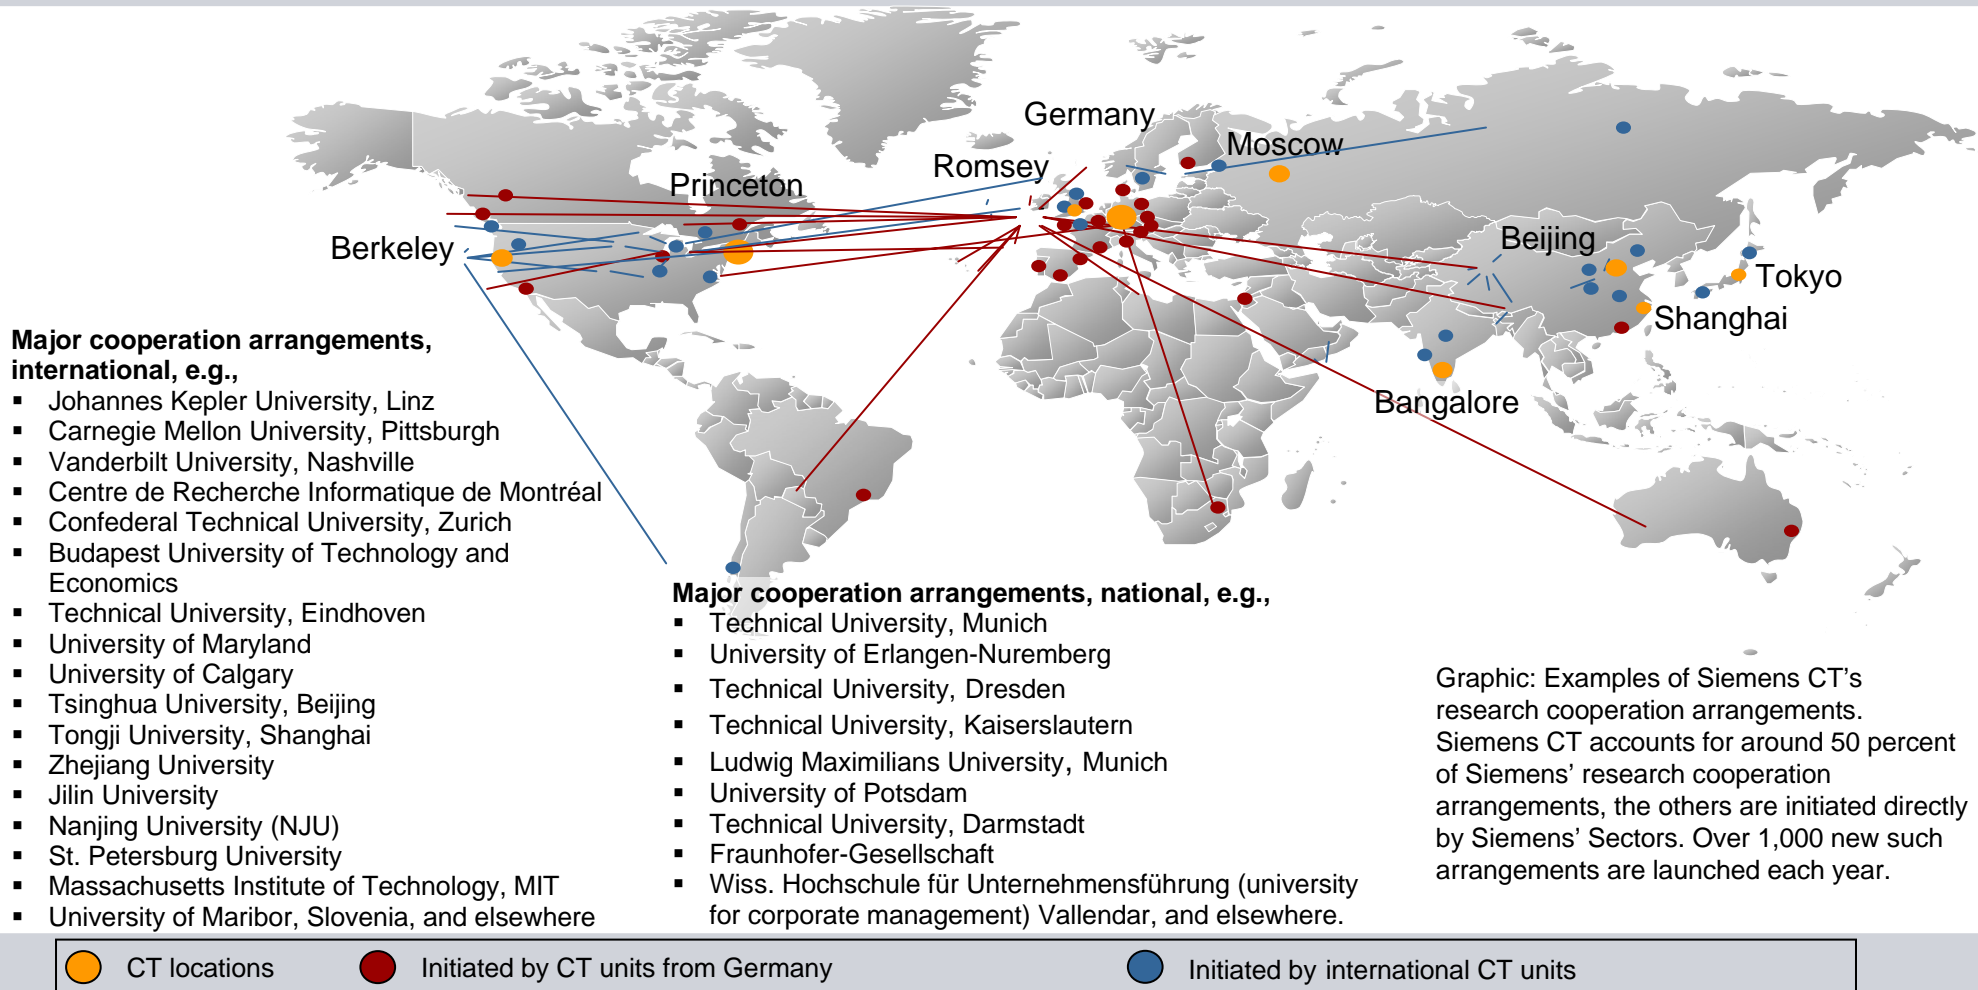 Germany
Moscow
Romsey
Princeton
Berkeley
Beijing
Tokyo
Shanghai
Bangalore
Major cooperation arrangements,
international, e.g.,
▪ Johannes Kepler University, Linz
▪ Carnegie Mellon University, Pittsburgh
▪ Vanderbilt University, Nashville
▪ Centre de Recherche Informatique de Montréal
▪ Confederal Technical University, Zurich
▪ Budapest University of Technology and
Economics
▪ Technical University, Eindhoven
▪ University of Maryland
▪ University of Calgary
▪ Tsinghua University, Beijing
▪ Tongji University, Shanghai
▪ Zhejiang University
▪ Jilin University
▪ Nanjing University (NJU)
▪ St. Petersburg University
▪ Massachusetts Institute of Technology, MIT
▪ University of Maribor, Slovenia, and elsewhere
Major cooperation arrangements, national, e.g.,
▪ Technical University, Munich
▪ University of Erlangen-Nuremberg
▪ Technical University, Dresden
▪ Technical University, Kaiserslautern
▪ Ludwig Maximilians University, Munich
▪ University of Potsdam
▪ Technical University, Darmstadt
▪ Fraunhofer-Gesellschaft
▪ Wiss. Hochschule für Unternehmensführung (university
for corporate management) Vallendar, and elsewhere.
Graphic: Examples of Siemens CT's
research cooperation arrangements.
Siemens CT accounts for around 50 percent
of Siemens' research cooperation
arrangements, the others are initiated directly
by Siemens' Sectors. Over 1,000 new such
arrangements are launched each year.
CT locations
Initiated by CT units from Germany
Initiated by international CT units